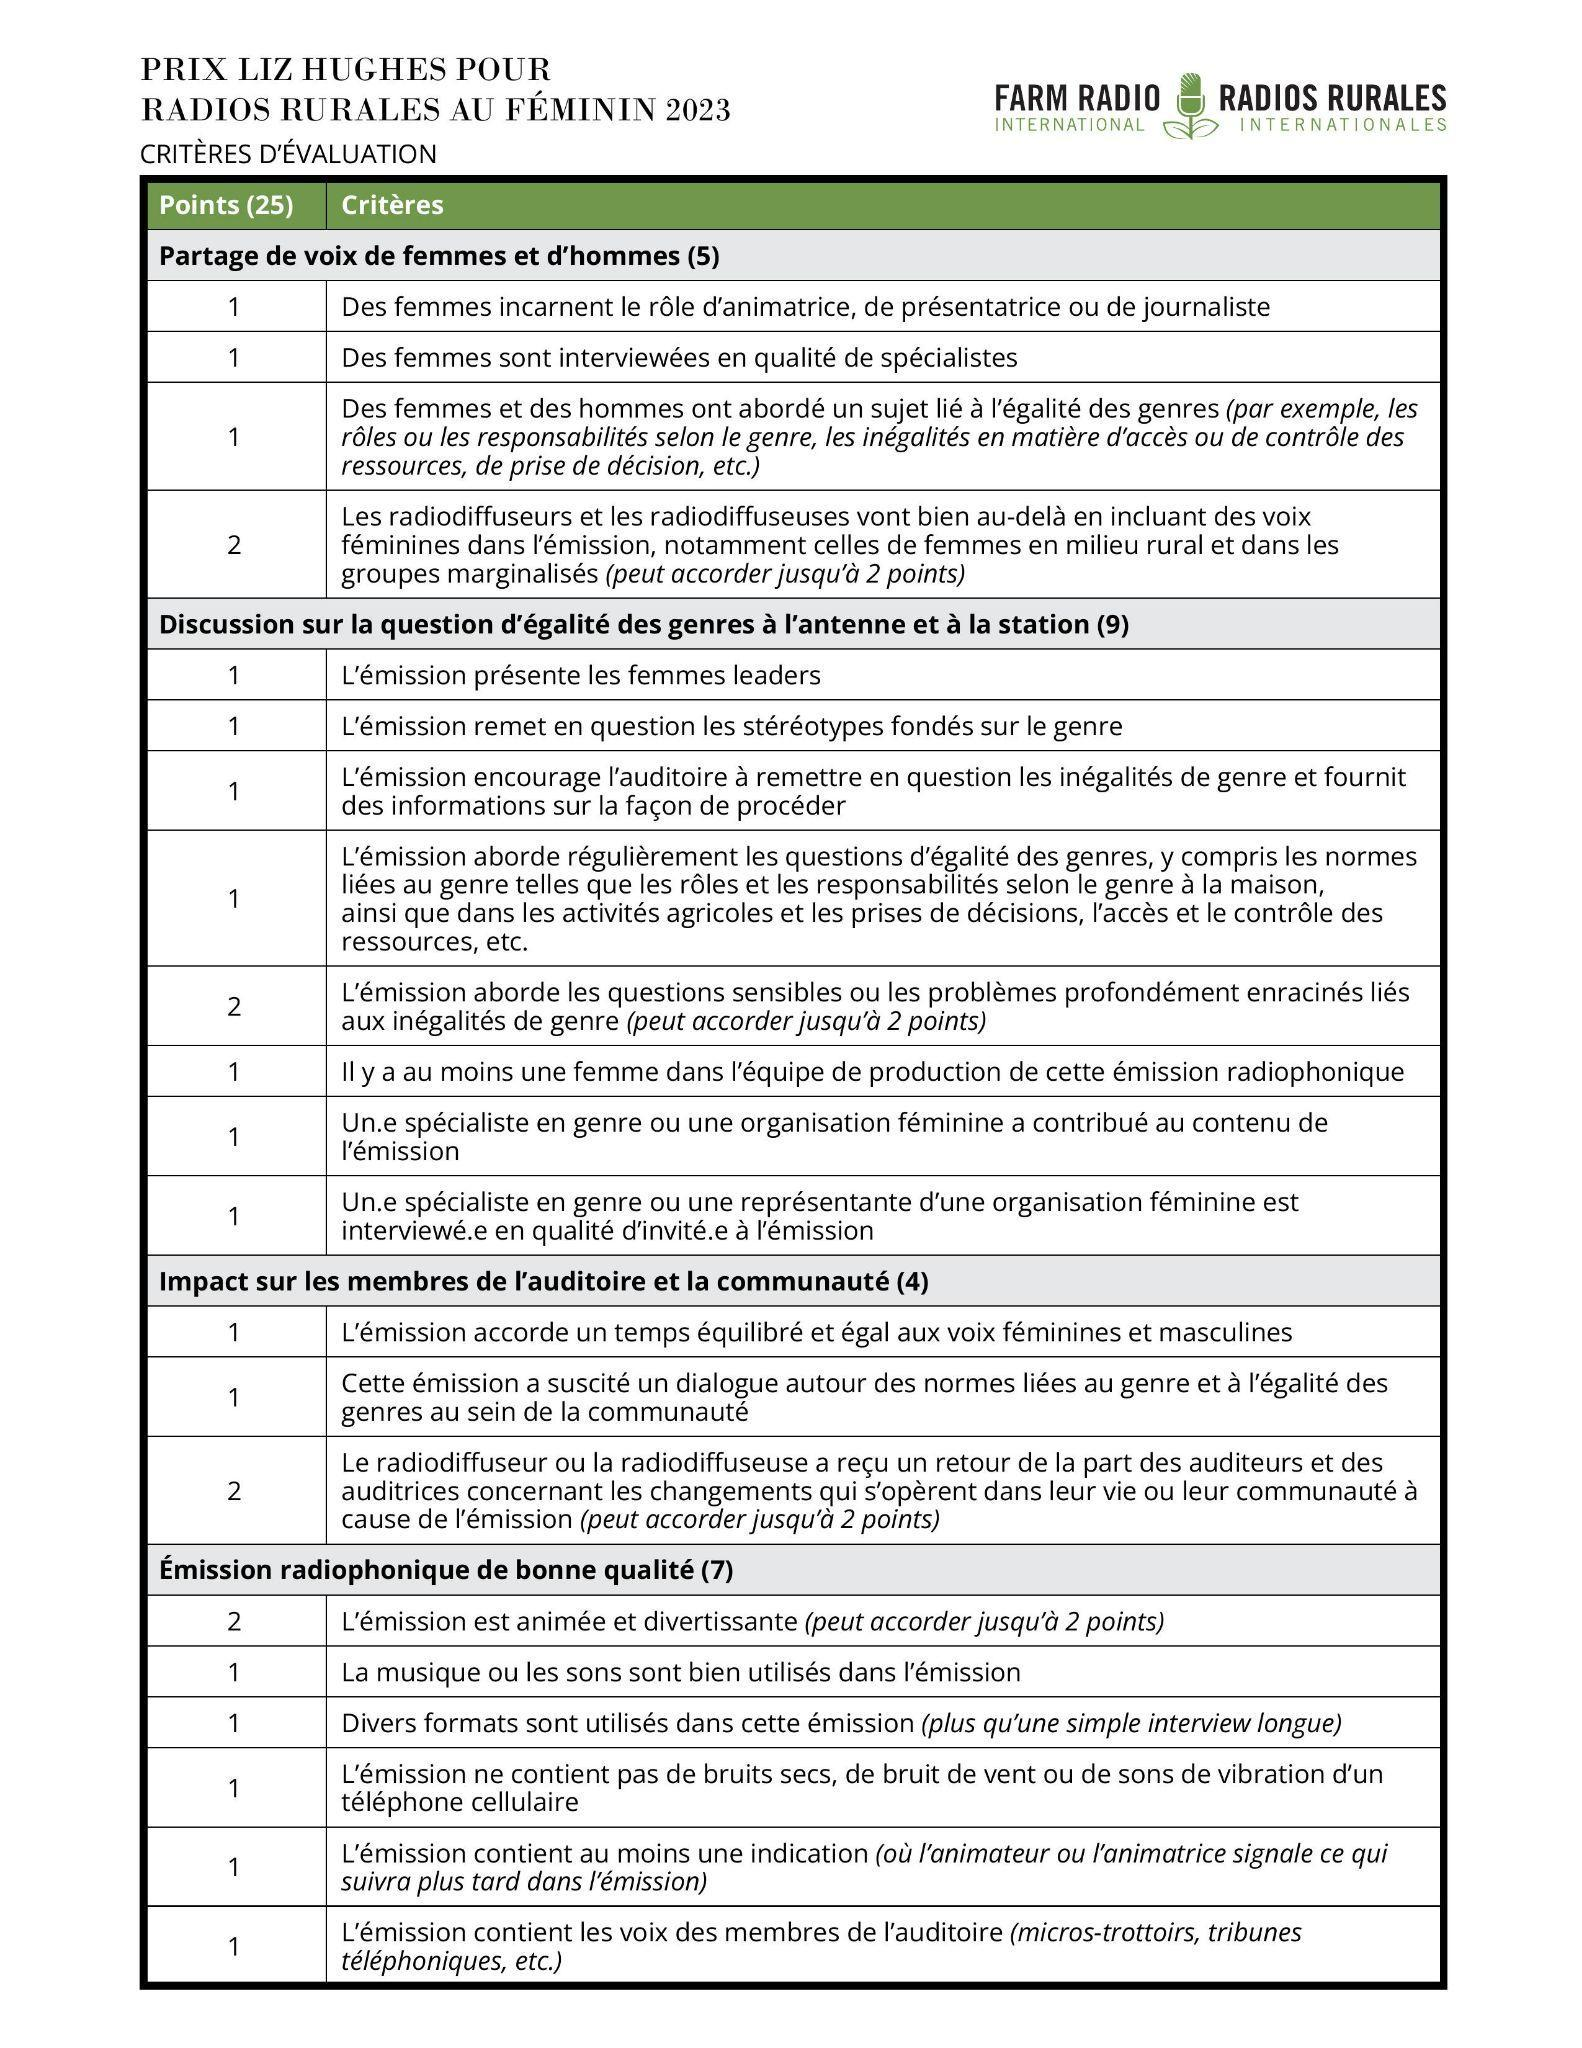 PRIX LIZ HUGHES POUR
RADIOS RURALES AU FÉMININ 2023
CRITÈRES D’ÉVALUATION
FARM RADIO
INTERNATIONAL
RADIOS RURALES
INTERNATIONALES
Points (25) Critères
Partage de voix de femmes et d’hommes (5)
1 Des femmes incarnent le rôle d’animatrice, de présentatrice ou de journaliste
1 Des femmes sont interviewées en qualité de spécialistes
1 Des femmes et des hommes ont abordé un sujet lié à l’égalité des genres (par exemple, les
rôles ou les responsabilités selon le genre, les inégalités en matière d’accès ou de contrôle des
ressources, de prise de décision, etc.)
2 Les radiodiffuseurs et les radiodiffuseuses vont bien au-delà en incluant des voix
féminines dans l’émission, notamment celles de femmes en milieu rural et dans les
groupes marginalisés (peut accorder jusqu’à 2 points)
Discussion sur la question d’égalité des genres à l’antenne et à la station (9)
1 L’émission présente les femmes leaders
1 L’émission remet en question les stéréotypes fondés sur le genre
1 L’émission encourage l’auditoire à remettre en question les inégalités de genre et fournit
des informations sur la façon de procéder
1 L’émission aborde régulièrement les questions d’égalité des genres, y compris les normes
liées au genre telles que les rôles et les responsabilités selon le genre à la maison,
ainsi que dans les activités agricoles et les prises de décisions, l’accès et le contrôle des
ressources, etc.
2 L’émission aborde les questions sensibles ou les problèmes profondément enracinés liés
aux inégalités de genre (peut accorder jusqu’à 2 points)
1 Il y a au moins une femme dans l’équipe de production de cette émission radiophonique
1 Un.e spécialiste en genre ou une organisation féminine a contribué au contenu de
l’émission
1 Un.e spécialiste en genre ou une représentante d’une organisation féminine est
interviewé.e en qualité d’invité.e à l’émission
Impact sur les membres de l’auditoire et la communauté (4)
1 L’émission accorde un temps équilibré et égal aux voix féminines et masculines
1 Cette émission a suscité un dialogue autour des normes liées au genre et à l’égalité des
genres au sein de la communauté
2 Le radiodiffuseur ou la radiodiffuseuse a reçu un retour de la part des auditeurs et des
auditrices concernant les changements qui s’opèrent dans leur vie ou leur communauté à
cause de l’émission (peut accorder jusqu’à 2 points)
Émission radiophonique de bonne qualité (7)
2 L’émission est animée et divertissante (peut accorder jusqu’à 2 points)
1 La musique ou les sons sont bien utilisés dans l’émission
1 Divers formats sont utilisés dans cette émission (plus qu’une simple interview longue)
1 L’émission ne contient pas de bruits secs, de bruit de vent ou de sons de vibration d’un
téléphone cellulaire
1 L’émission contient au moins une indication (où l’animateur ou l’animatrice signale ce qui
suivra plus tard dans l’émission)
1 L’émission contient les voix des membres de l’auditoire (micros-trottoirs, tribunes
téléphoniques, etc.)